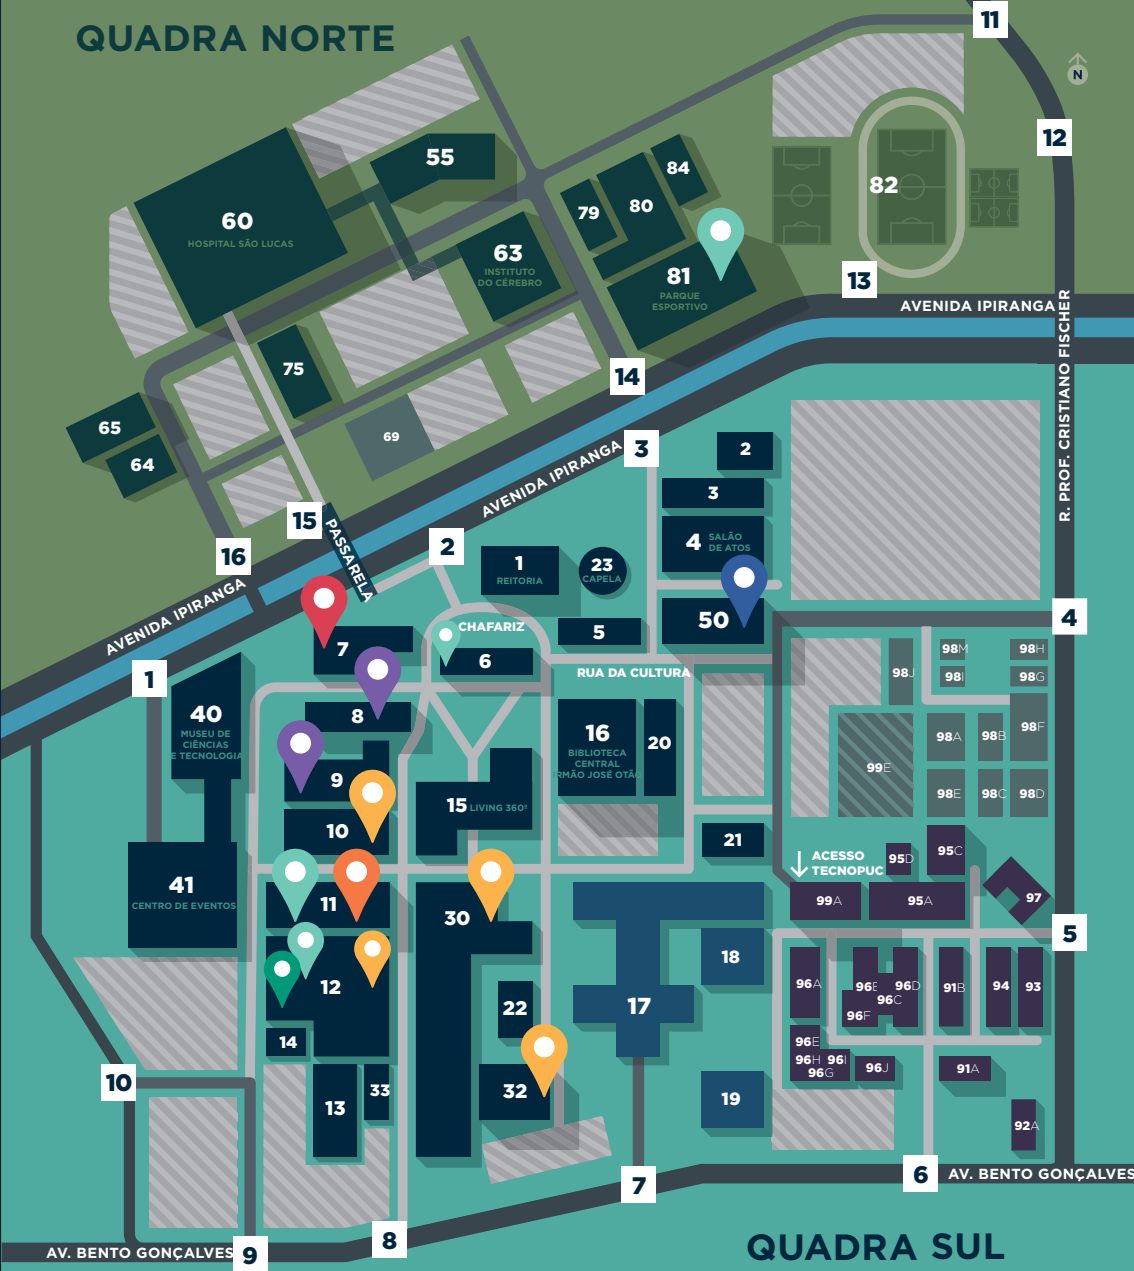 QUADRA NORTE
11
N
12
55
84
82
60
HOSPITAL SÃO LUCAS
79
80
63
INSTITUTO
DO CÉREBRO
81
PARQUE
ESPORTIVO
13
AVENIDA IPIRANGA
R. PROF. CRISTIANO FISCHER
75
14
65
64
69
3
2
AVENIDA IPIRANGA
3
15
PASSARELA
16
2
4
SALÃO
DE ATOS
1
REITORIA
23
CAPELA
AVENIDA IPIRANGA
50
4
CHAFARIZ
5
7
6
RUA DA CULTURA
98M
98H
98J
98I
98G
1
40
MUSEU DE
CIÊNCIAS
E TECNOLOGIA
8
16
BIBLIOTECA
CENTRAL
RMÃO JOSÉ OTÃO
20
98A
98B
98F
99E
9
15 LIVING 360º
98E
98C
98D
10
21
95C
ACESSO
TECNOPUC
95D
41
CENTRO DE EVENTOS
11
30
99A
95A
97
5
12
18
96A
96B
96D
96C
96F
91B
94
93
22
17
14
96E
96H
96I
96G
96J
91A
10
13
33
32
19
92A
7
6
AV. BENTO GONÇALVES
8
AV. BENTO GONÇALVES
9
QUADRA SUL